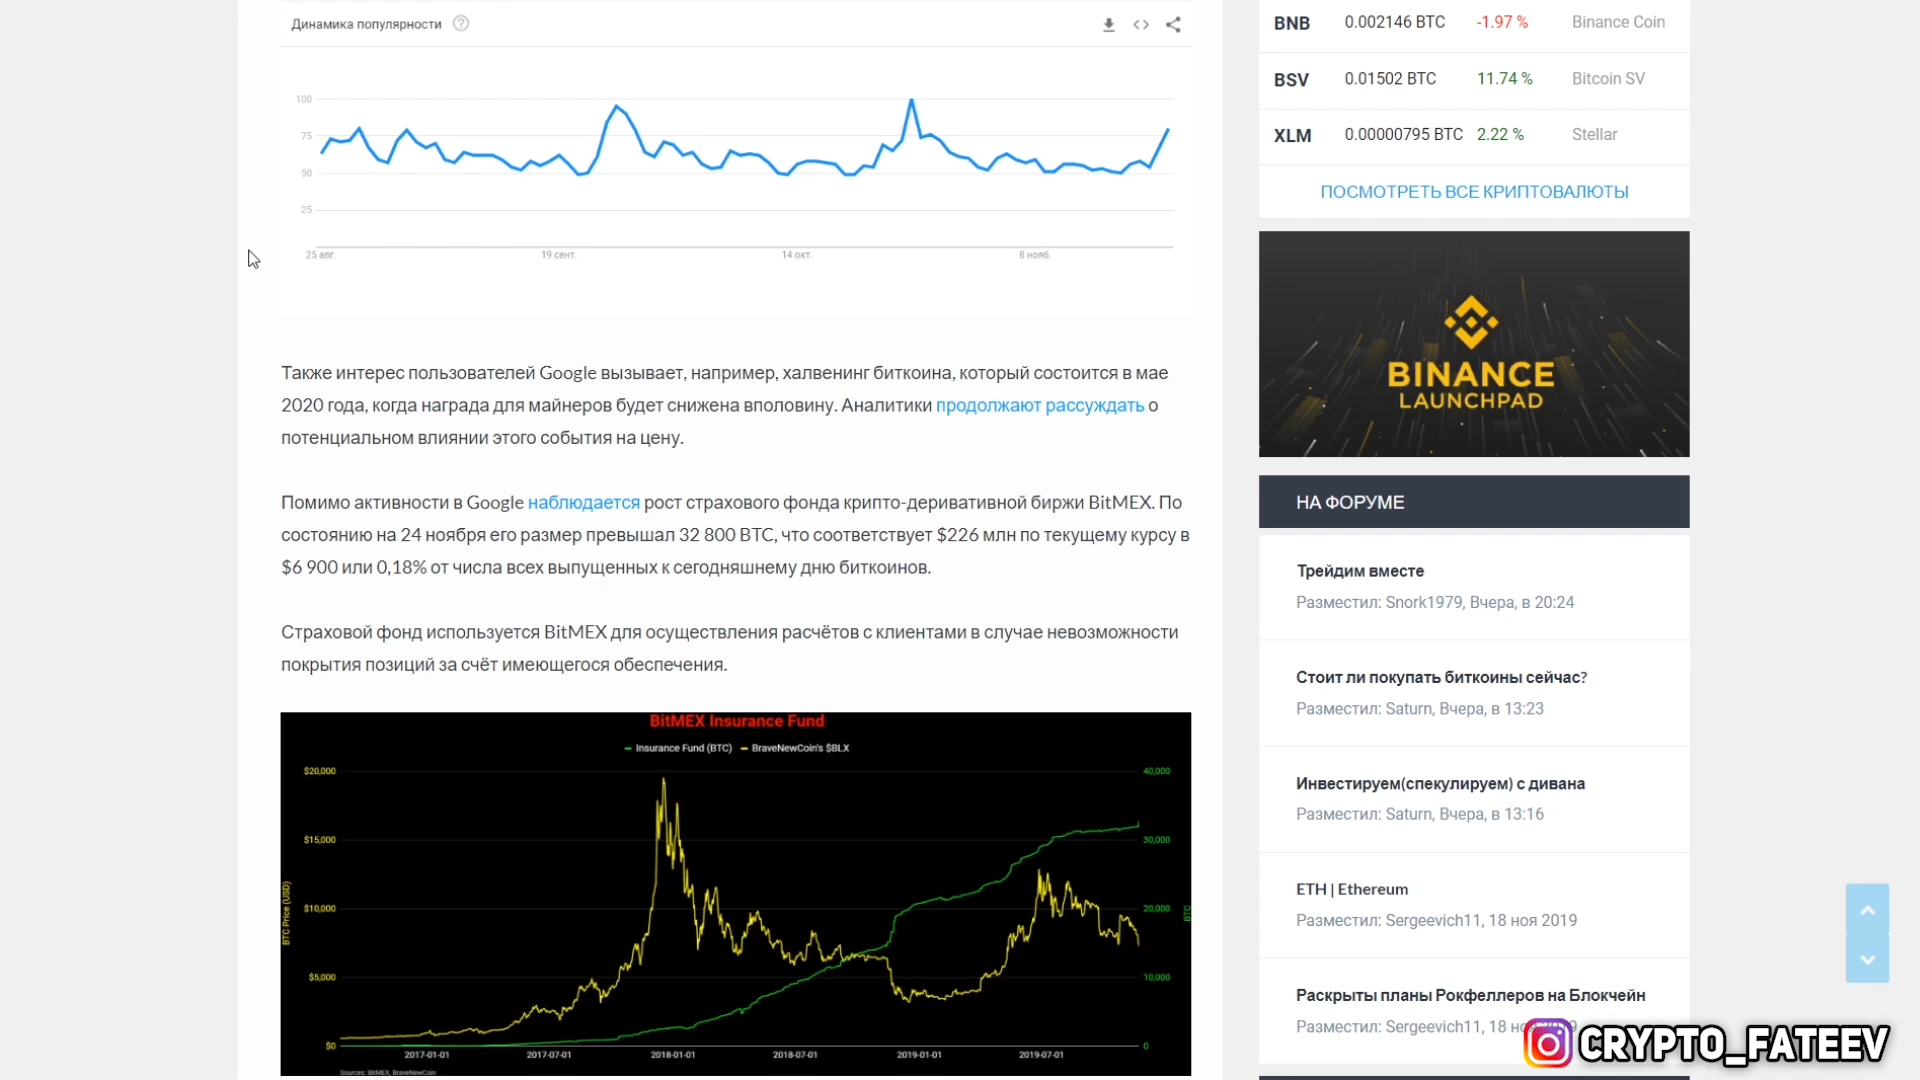 Динамика популярности
100
75
50
25
25 авг.
19 сент.
14 окт.
8 нояб.
Также интерес пользователей Google вызывает, например, халвенинг биткоина, который состоится в мае
2020 года, когда награда для майнеров будет снижена вполовину. Аналитики продолжают рассуждать о
потенциальном влиянии этого события на цену.
Помимо активности в Google наблюдается рост страхового фонда крипто-деривативной биржи BitMEX. По
состоянию на 24 ноября его размер превышал 32 800 BTC, что соответствует $226 млн по текущему курсу в
$6 900 или 0,18% от числа всех выпущенных к сегодняшнему дню биткоинов.
Страховой фонд используется BitMEX для осуществления расчётов с клиентами в случае невозможности
покрытия позиций за счёт имеющегося обеспечения.
BitMEX Insurance Fund
Insurance Fund (BTC) BraveNewCoin's $BLX
$20,000
$15,000
$10,000
$5,000
$0
BTC Price (USD)
40,000
30,000
20,000
10,000
0
BTC
2017-01-01
2017-07-01
2018-01-01
2018-07-01
2019-01-01
2019-07-01
Sources: BitMEX, BraveNewCoin
BNB 0.002146 BTC -1.97 % Binance Coin
BSV 0.01502 BTC 11.74 % Bitcoin SV
XLM 0.00000795 BTC 2.22 % Stellar
ПОСМОТРЕТЬ ВСЕ КРИПТОВАЛЮТЫ
BINANCE
LAUNCHPAD
НА ФОРУМЕ
Трейдим вместе
Разместил: Snork1979, Вчера, в 20:24
Стоит ли покупать биткоины сейчас?
Разместил: Saturn, Вчера, в 13:23
Инвестируем(спекулируем) с дивана
Разместил: Saturn, Вчера, в 13:16
ETH | Ethereum
Разместил: Sergeevich11, 18 ноя 2019
Раскрыты планы Рокфеллеров на Блокчейн
Разместил: Sergeevich11, 18 ноя 2019
CRYPTO_FATEEV